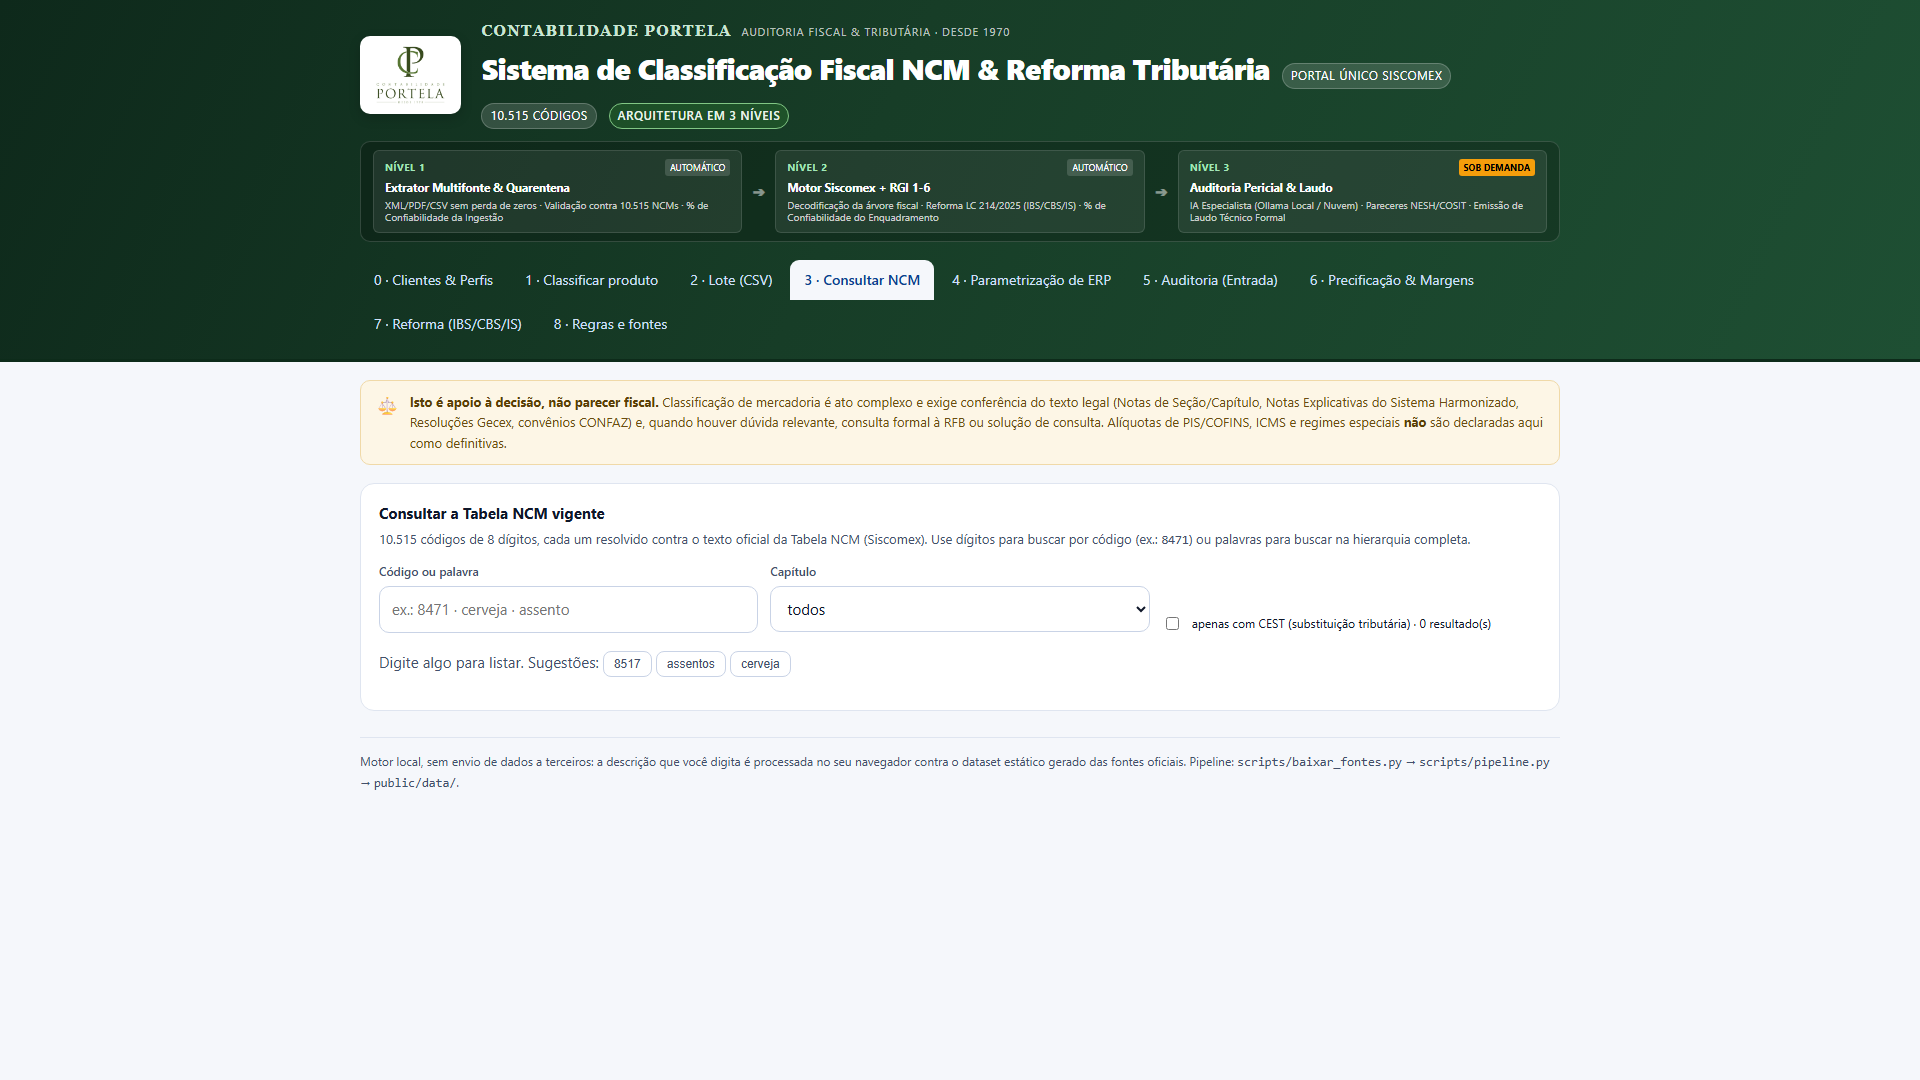 CONTABILIDADE PORTELA AUDITORIA FISCAL & TRIBUTÁRIA · DESDE 1970
CP
CONTABILIDADE
PORTELA
Sistema de Classificação Fiscal NCM & Reforma Tributária PORTAL ÚNICO SISCOMEX
10.515 CÓDIGOS ARQUITETURA EM 3 NÍVEIS
NÍVEL 1 AUTOMÁTICO
Extrator Multifonte & Quarentena
XML/PDF/CSV sem perda de zeros · Validação contra 10.515 NCMs · % de
Confiabilidade da Ingestão
➔
NÍVEL 2 AUTOMÁTICO
Motor Siscomex + RGI 1-6
Decodificação da árvore fiscal · Reforma LC 214/2025 (IBS/CBS/IS) · % de
Confiabilidade do Enquadramento
➔
NÍVEL 3 SOB DEMANDA
Auditoria Pericial & Laudo
IA Especialista (Ollama Local / Nuvem) · Pareceres NESH/COSIT · Emissão de
Laudo Técnico Formal
0 · Clientes & Perfis 1 · Classificar produto 2 · Lote (CSV) 3 · Consultar NCM 4 · Parametrização de ERP 5 · Auditoria (Entrada) 6 · Precificação & Margens
7 · Reforma (IBS/CBS/IS) 8 · Regras e fontes
Isto é apoio à decisão, não parecer fiscal. Classificação de mercadoria é ato complexo e exige conferência do texto legal (Notas de Seção/Capítulo, Notas Explicativas do Sistema Harmonizado,
Resoluções Gecex, convênios CONFAZ) e, quando houver dúvida relevante, consulta formal à RFB ou solução de consulta. Alíquotas de PIS/COFINS, ICMS e regimes especiais não são declaradas aqui
como definitivas.
Consultar a Tabela NCM vigente
10.515 códigos de 8 dígitos, cada um resolvido contra o texto oficial da Tabela NCM (Siscomex). Use dígitos para buscar por código (ex.: 8471) ou palavras para buscar na hierarquia completa.
Código ou palavra Capítulo
ex.: 8471 · cerveja · assento todos
apenas com CEST (substituição tributária) · 0 resultado(s)
Digite algo para listar. Sugestões: 8517 assentos cerveja
Motor local, sem envio de dados a terceiros: a descrição que você digita é processada no seu navegador contra o dataset estático gerado das fontes oficiais. Pipeline: scripts/baixar_fontes.py → scripts/pipeline.py
→ public/data/.